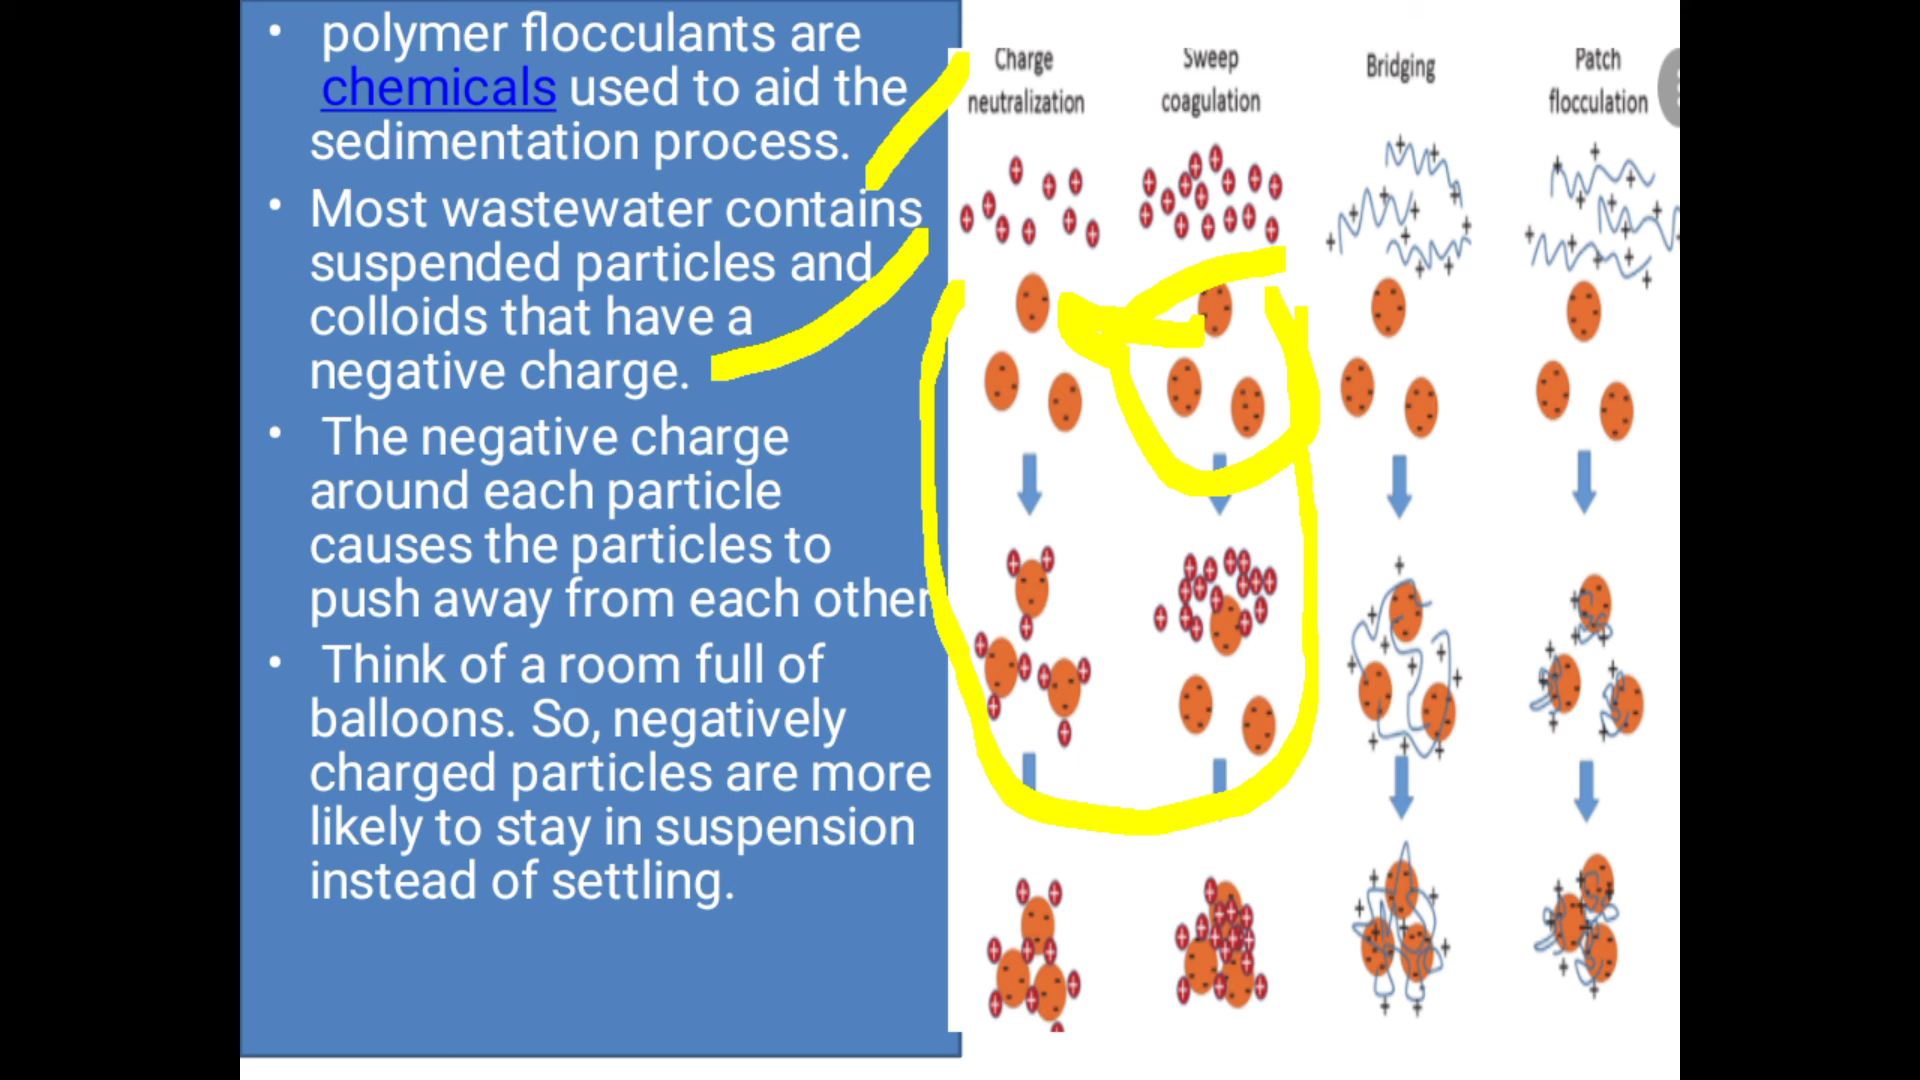 • polymer flocculants are
chemicals used to aid the
sedimentation process.
• Most wastewater contains
suspended particles and
colloids that have a
negative charge.
• The negative charge
around each particle
causes the particles to
push away from each other
• Think of a room full of
balloons. So, negatively
charged particles are more
likely to stay in suspension
instead of settling.
Charge
neutralization
Sweep
coagulation
Bridging
Patch
flocculation